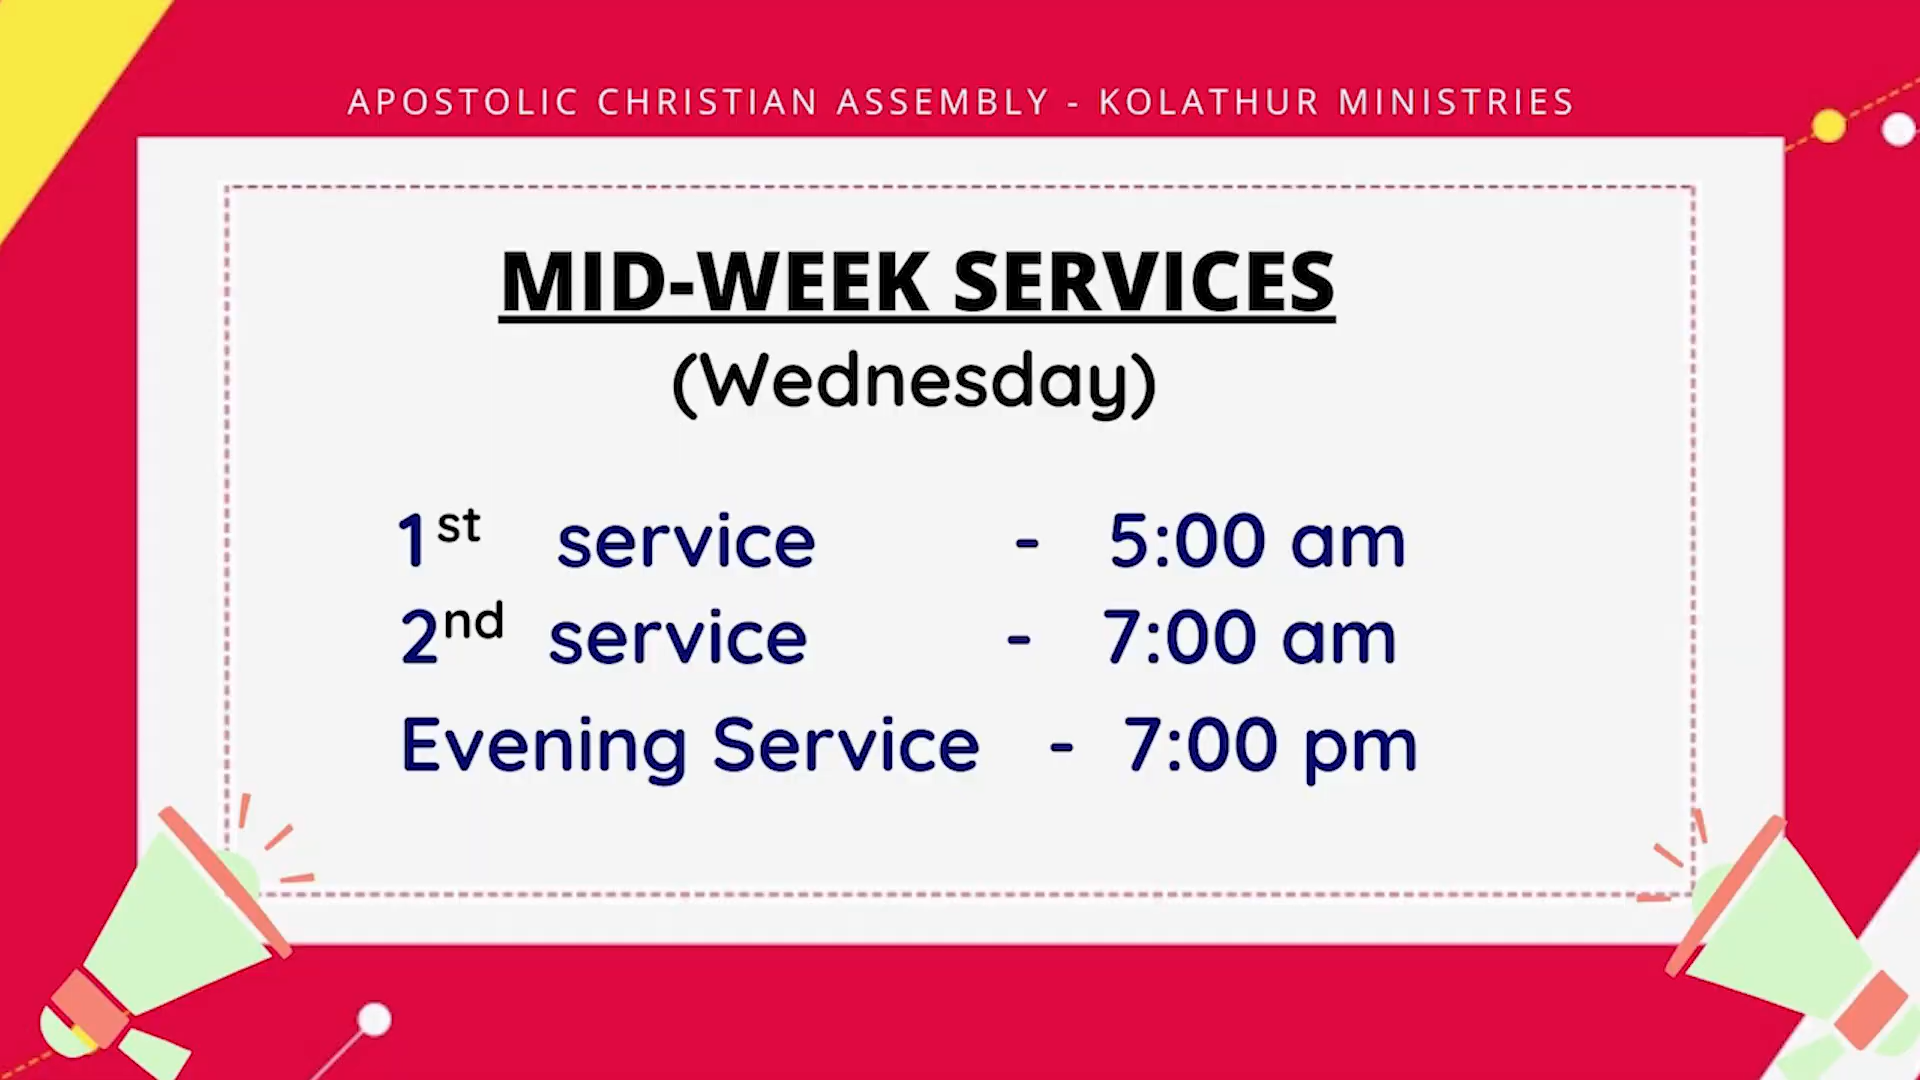 APOSTOLIC CHRISTIAN ASSEMBLY - KOLATHUR MINISTRIES
MID-WEEK SERVICES
(Wednesday)
1st service - 5:00 am
2nd service - 7:00 am
Evening Service - 7:00 pm